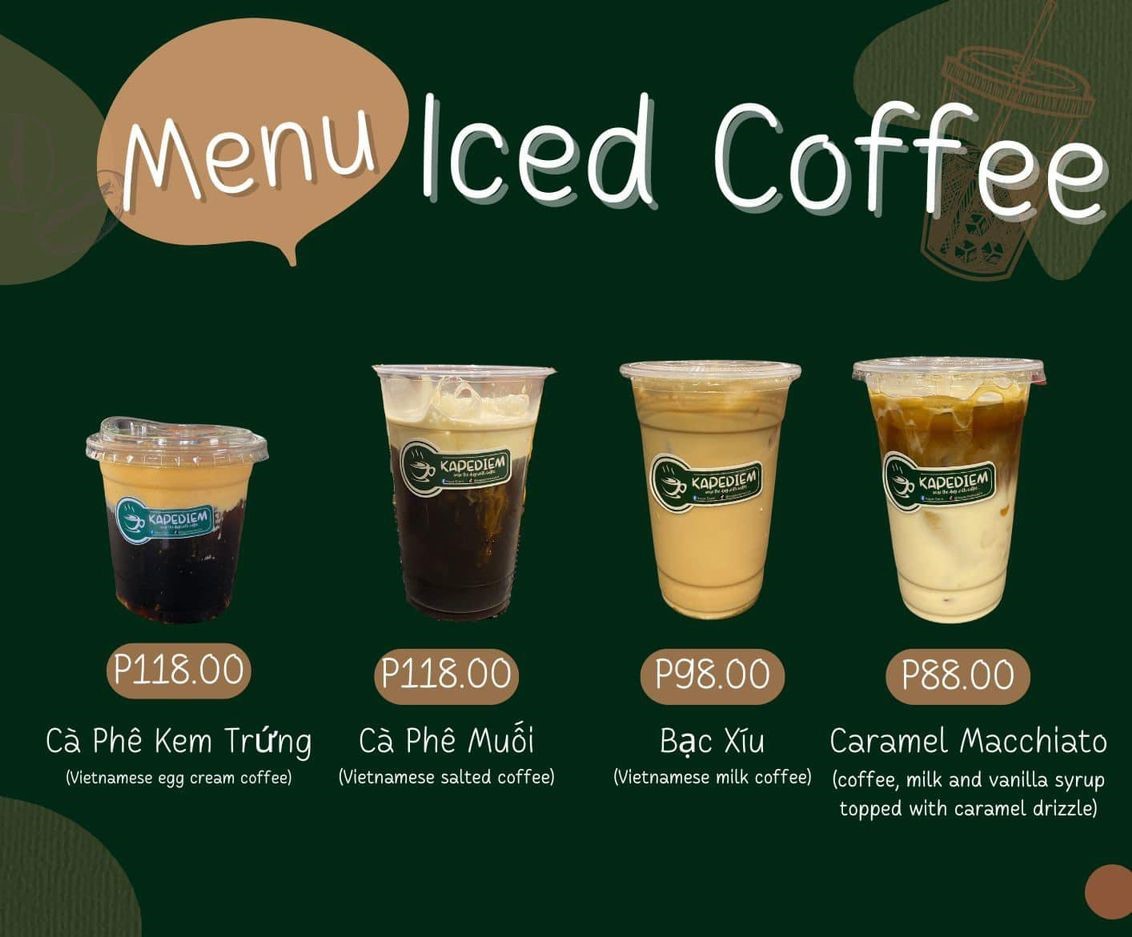 Menu Iced Coffee
KAPEDIEM
KAPEDIEM
KAPEDIEM
KAPEDIEM
P118.00
P118.00
P98.00
P88.00
Cà Phê Kem Trứng
(Vietnamese egg cream coffee)
Cà Phê Muối
(Vietnamese salted coffee)
Bạc Xíu
(Vietnamese milk coffee)
Caramel Macchiato
(coffee, milk and vanilla syrup
topped with caramel drizzle)